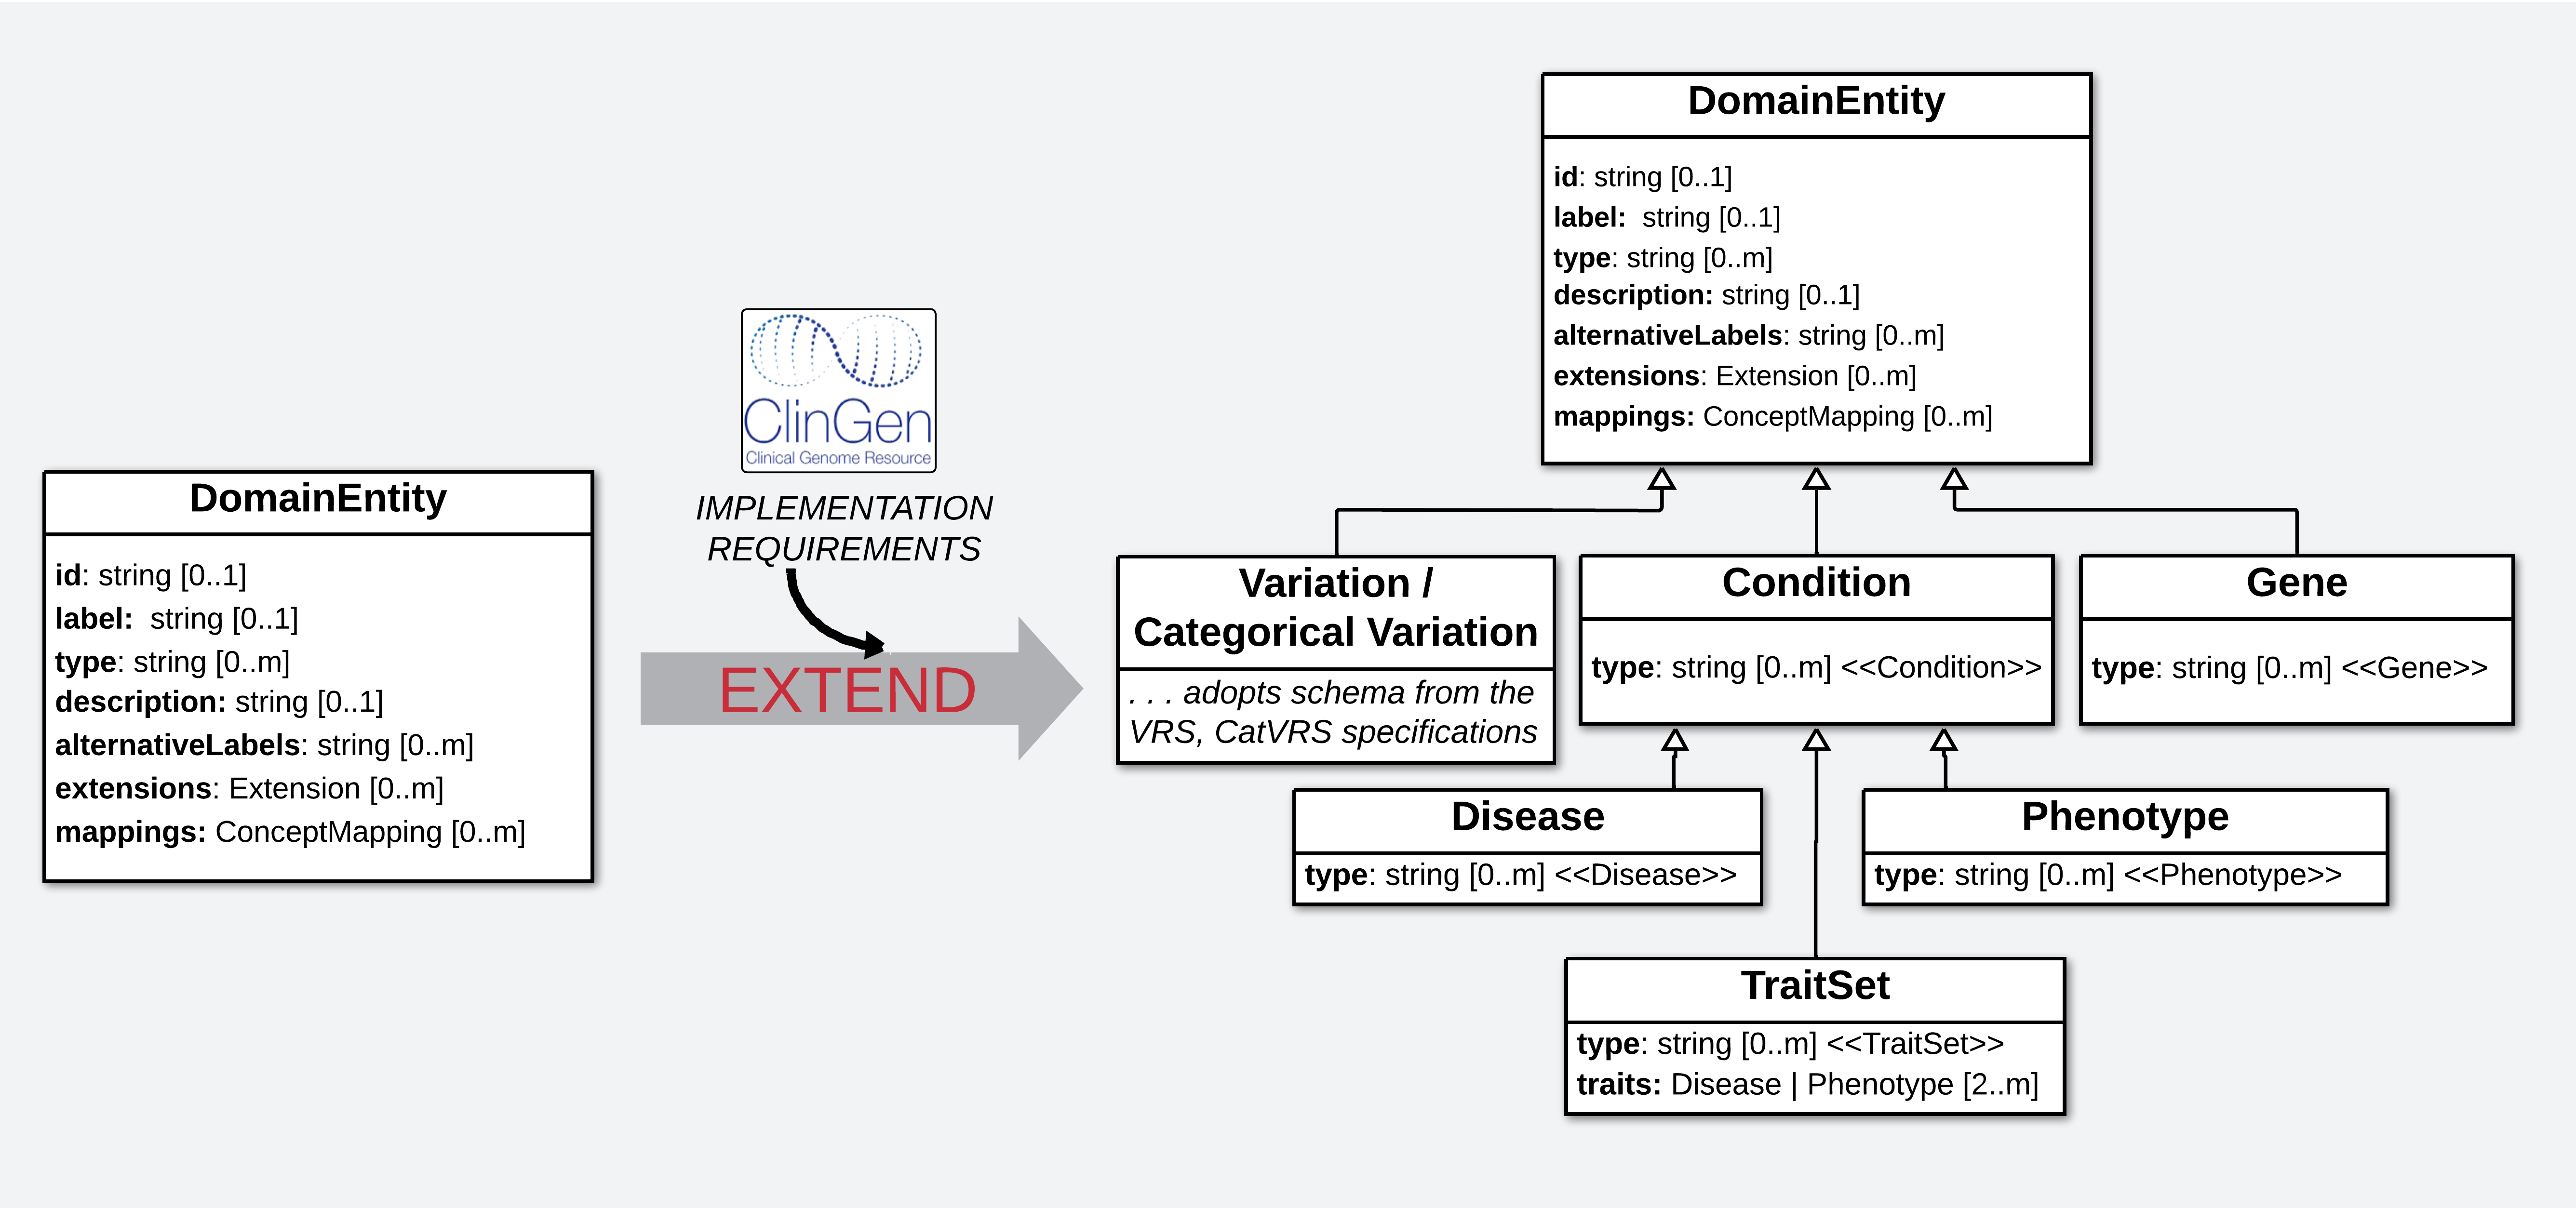 DomainEntity
id: string [0..1]
label: string [0..1]
type: string [0..m]
description: string [0..1]
alternativeLabels: string [0..m]
extensions: Extension [0..m]
mappings: ConceptMapping [0..m]
ClinGen
Clinical Genome Resource
IMPLEMENTATION
REQUIREMENTS
EXTEND
DomainEntity
id: string [0..1]
label: string [0..1]
type: string [0..m]
description: string [0..1]
alternativeLabels: string [0..m]
extensions: Extension [0..m]
mappings: ConceptMapping [0..m]
Variation /
Categorical Variation
. . . adopts schema from the
VRS, CatVRS specifications
Condition
type: string [0..m] <<Condition>>
Gene
type: string [0..m] <<Gene>>
Disease
type: string [0..m] <<Disease>>
Phenotype
type: string [0..m] <<Phenotype>>
TraitSet
type: string [0..m] <<TraitSet>>
traits: Disease | Phenotype [2..m]